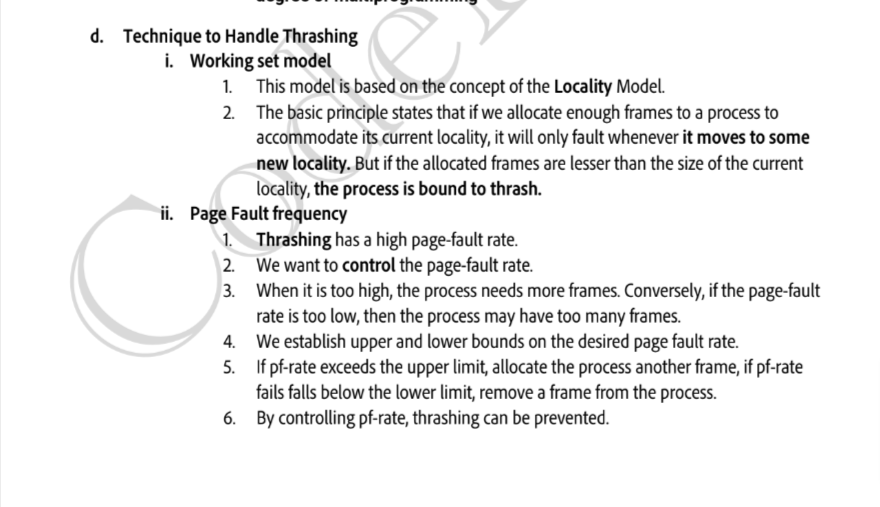 d. Technique to Handle Thrashing
i. Working set model
1. This model is based on the concept of the Locality Model.
2. The basic principle states that if we allocate enough frames to a process to
accommodate its current locality, it will only fault whenever it moves to some
new locality. But if the allocated frames are lesser than the size of the current
locality, the process is bound to thrash.
ii. Page Fault frequency
1. Thrashing has a high page-fault rate.
2. We want to control the page-fault rate.
3. When it is too high, the process needs more frames. Conversely, if the page-fault
rate is too low, then the process may have too many frames.
4. We establish upper and lower bounds on the desired page fault rate.
5. If pf-rate exceeds the upper limit, allocate the process another frame, if pf-rate
fails falls below the lower limit, remove a frame from the process.
6. By controlling pf-rate, thrashing can be prevented.